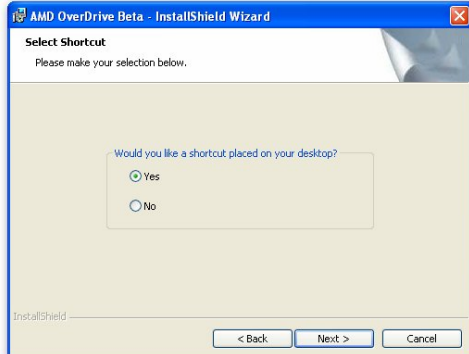 AMD OverDrive Beta - InstallShield Wizard
Select Shortcut
Please make your selection below.
Would you like a shortcut placed on your desktop?
Yes
No
InstallShield
< Back
Next >
Cancel